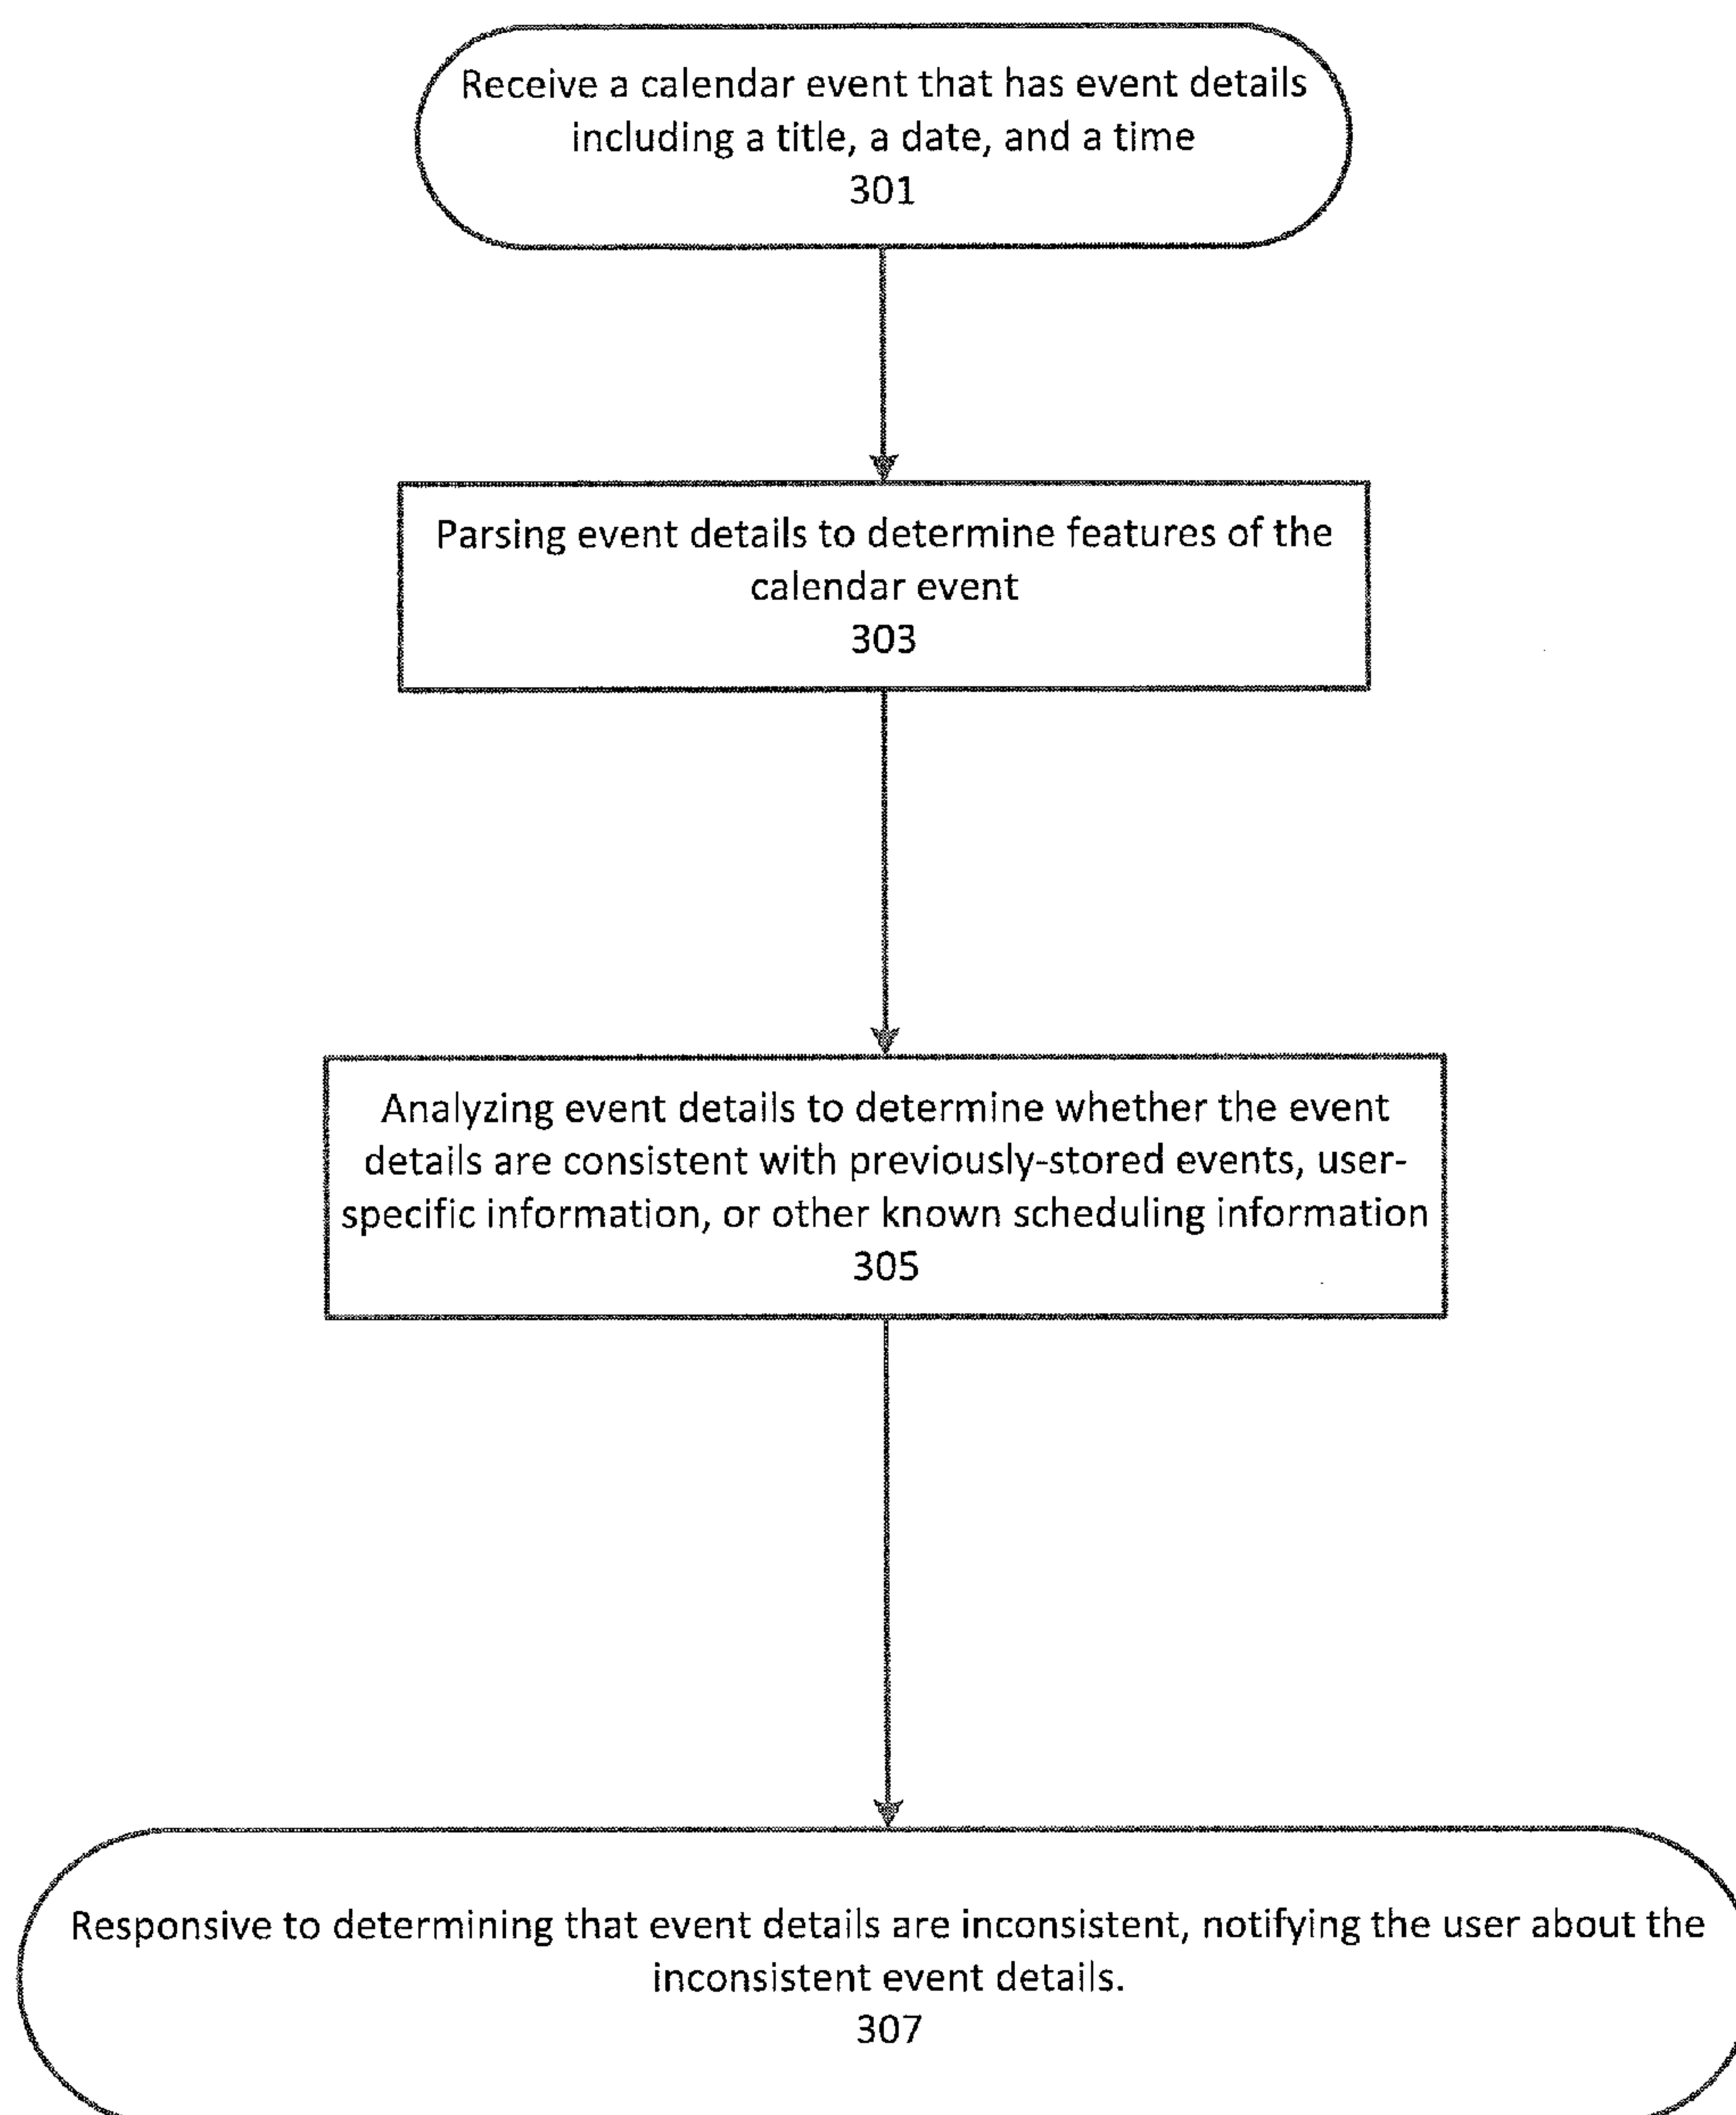 Receive a calendar event that has event details
including a title, a date, and a time
301
Parsing event details to determine features of the
calendar event
303
Analyzing event details to determine whether the event
details are consistent with previously-stored events, user-
specific information, or other known scheduling information
305
Responsive to determining that event details are inconsistent, notifying the user about the
inconsistent event details.
307